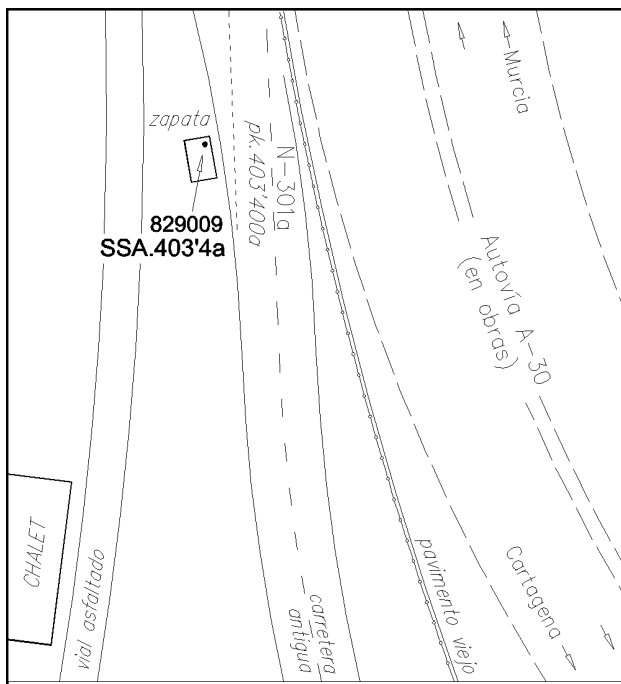 Murcia
zapata
N-301a
pk.403'400a
829009
SSA.403'4a
Autovía A-30
(en obras)
CHALET
vial asfaltado
carretera
antigua
pavimento viejo
Cartagena